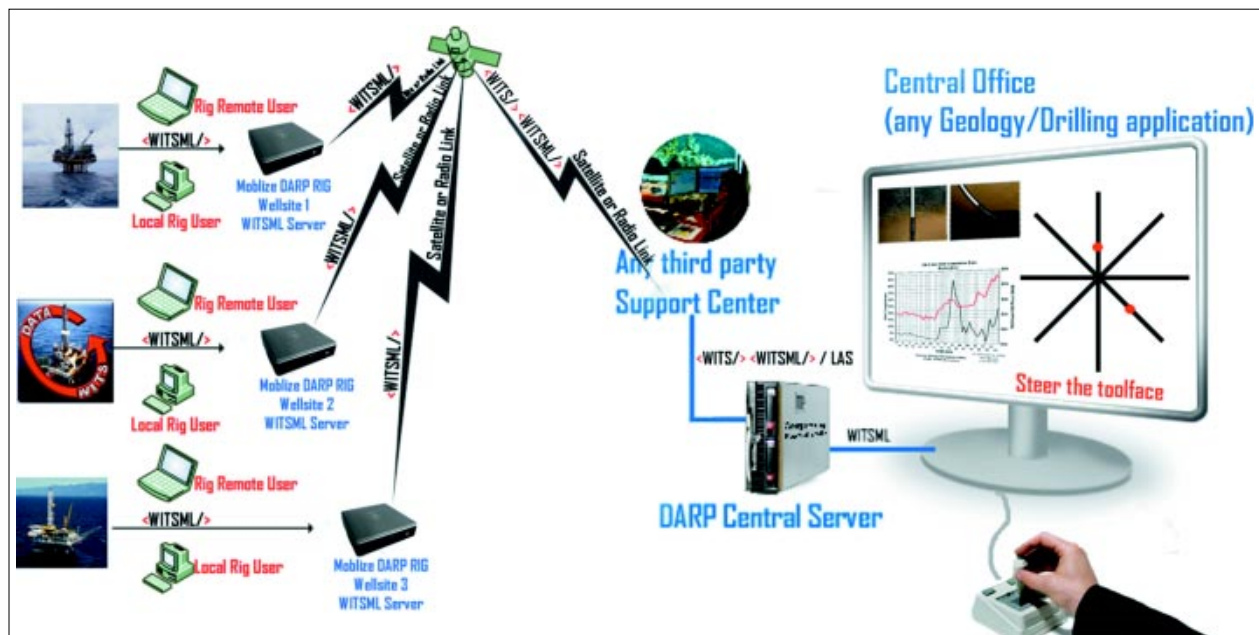 Rig Remote User
<WITSML/>
Local Rig User
Moblize DARP RIG
Wellsite 1
WITSML Server
Rig Remote User
<WITSML/>
Local Rig User
DATA
WITS
Moblize DARP RIG
Wellsite 2
WITSML Server
Rig Remote User
<WITSML/>
Local Rig User
Moblize DARP RIG
Wellsite 3
WITSML Server
<WITSML/>
Radio Link
<WITSML/>
Satellite or Radio Link
<WITSML/>
Satellite or Radio Link
<WITS/>
<WITSML/>
Satellite or Radio Link
Any third party
Support Center
<WITS/> <WITSML/> / LAS
DARP Central Server
WITSML
Central Office
(any Geology/Drilling application)
Steer the toolface